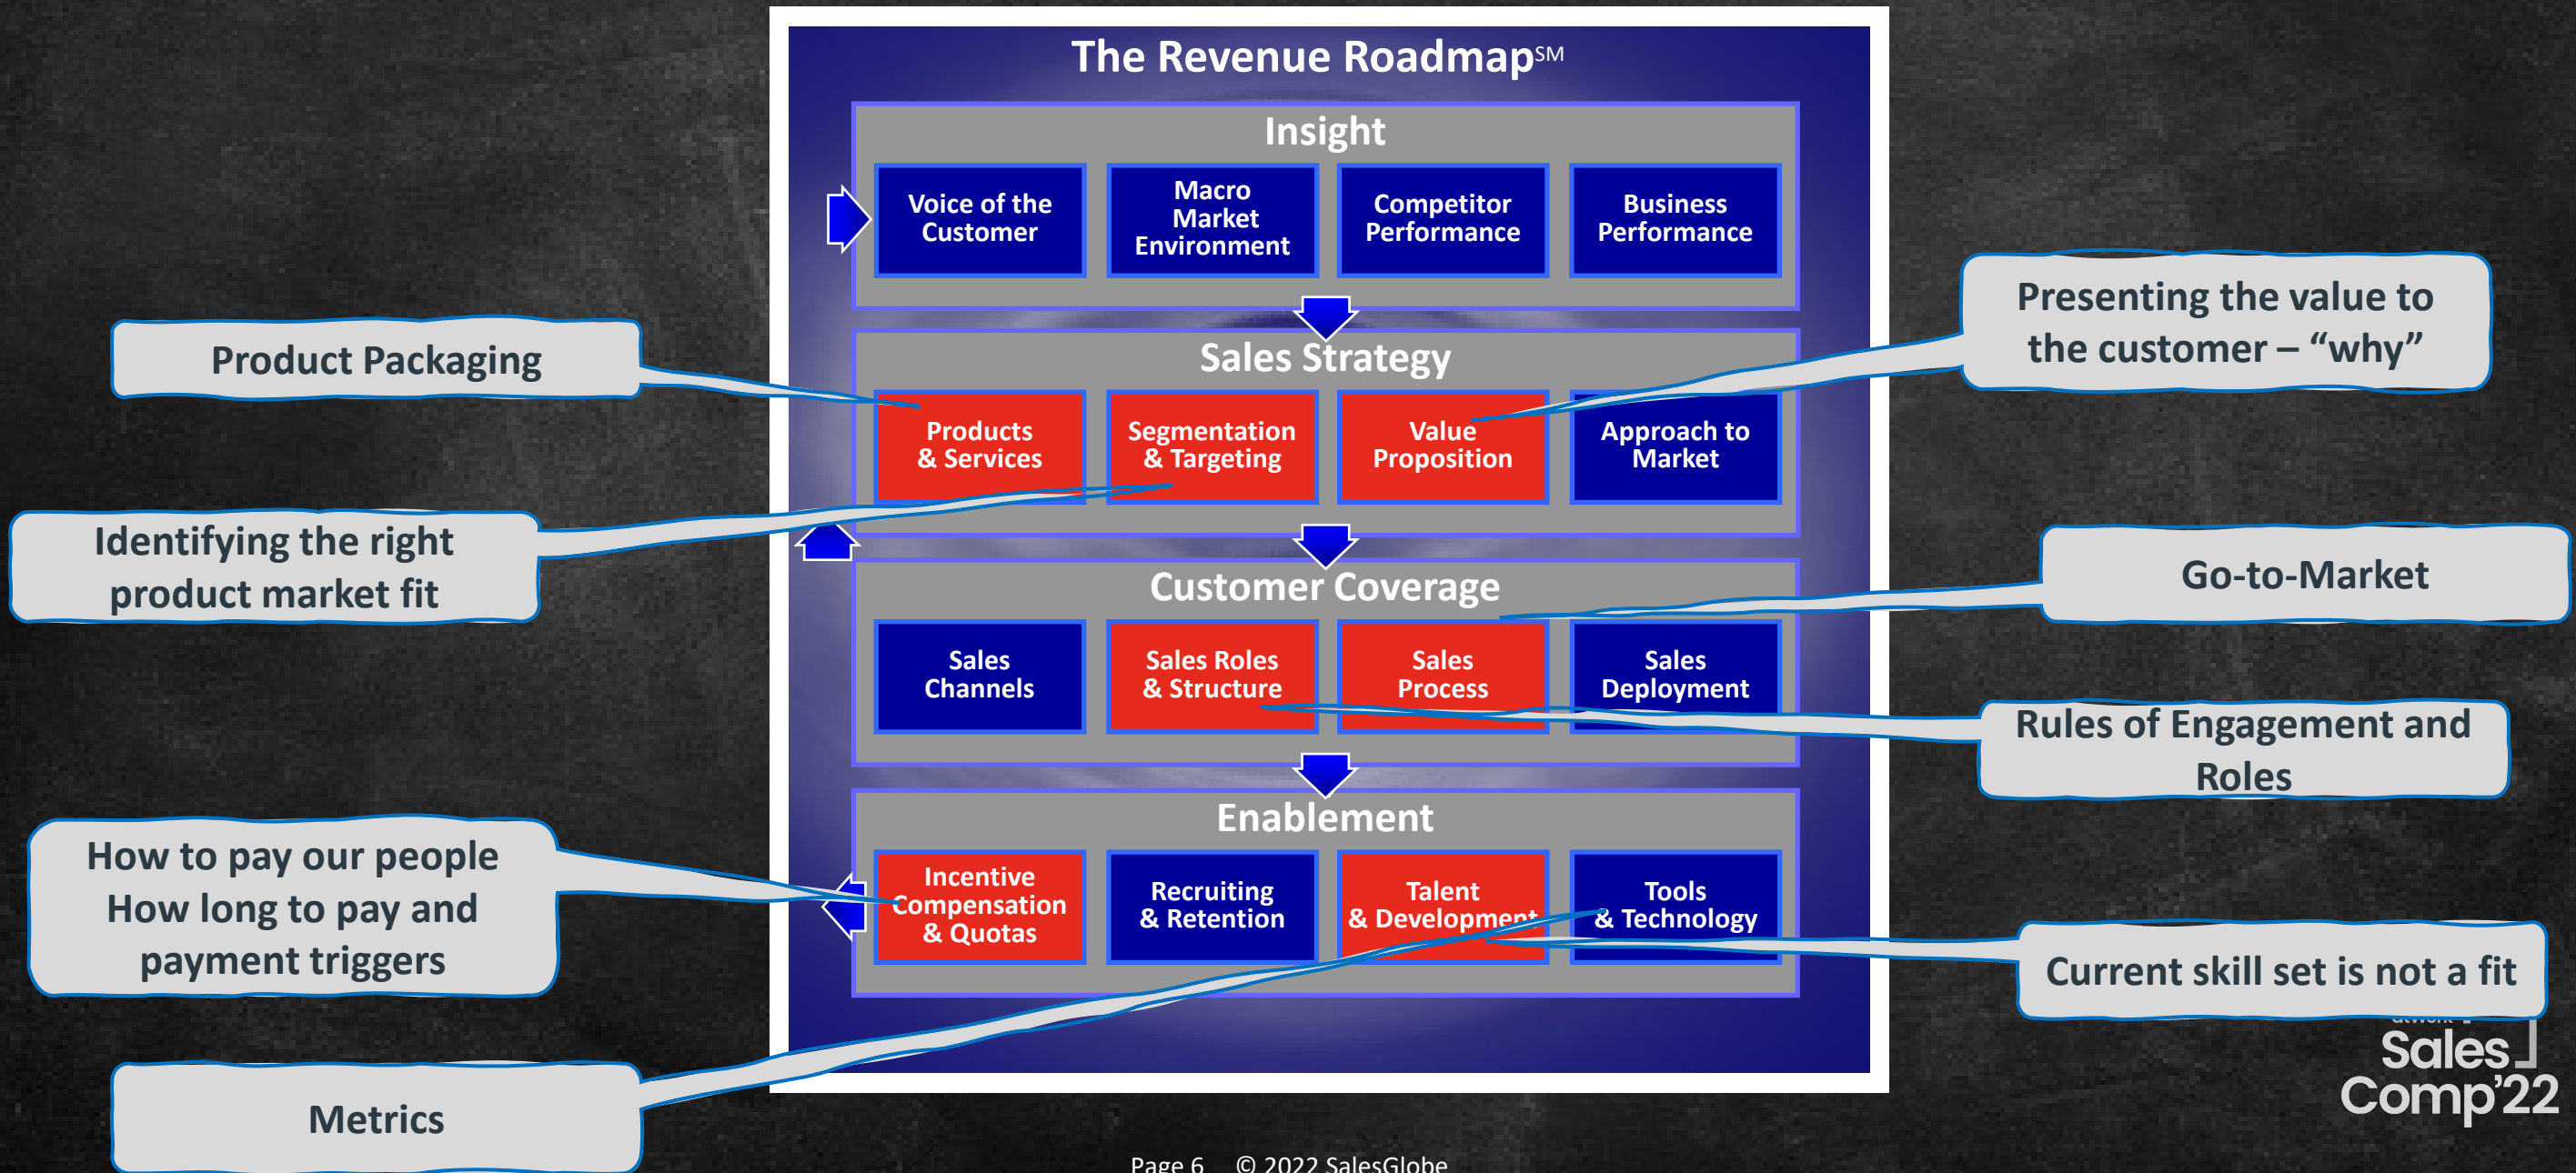 The Revenue Roadmap℠
Insight
Voice of the
Customer
Macro
Market
Environment
Competitor
Performance
Business
Performance
Sales Strategy
Products
& Services
Segmentation
& Targeting
Value
Proposition
Approach to
Market
Customer Coverage
Sales
Channels
Sales Roles
& Structure
Sales
Process
Sales
Deployment
Enablement
Incentive
Compensation
& Quotas
Recruiting
& Retention
Talent
& Development
Tools
& Technology
Product Packaging
Identifying the right
product market fit
How to pay our people
How long to pay and
payment triggers
Metrics
Presenting the value to
the customer – “why”
Go-to-Market
Rules of Engagement and
Roles
Current skill set is not a fit
Sales
Comp’22
Page 6 © 2022 SalesGlobe